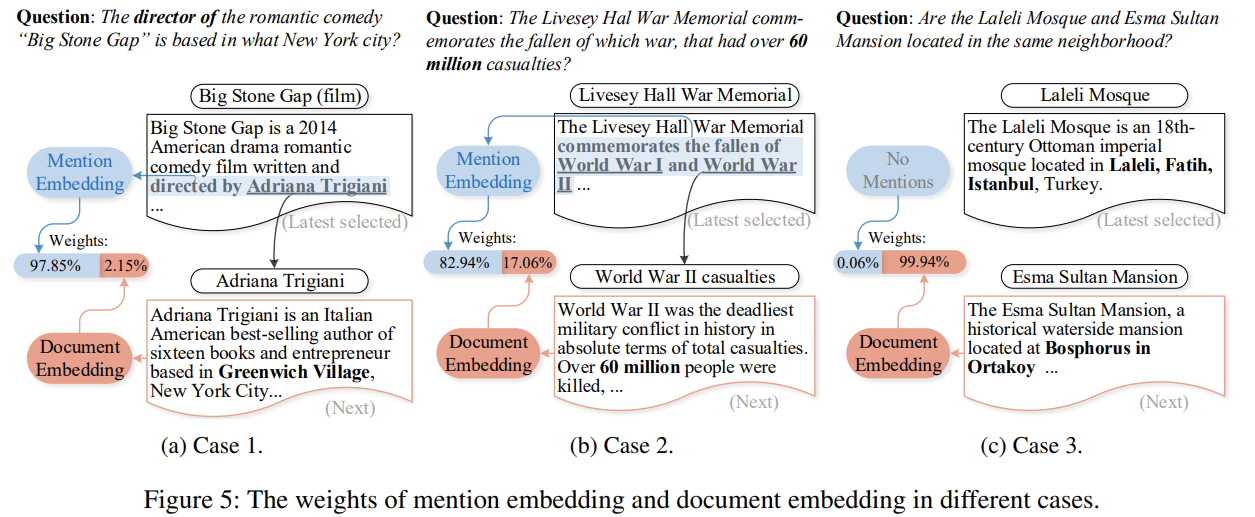 Question: The director of the romantic comedy
“Big Stone Gap” is based in what New York city?
Big Stone Gap (film)
Big Stone Gap is a 2014
American drama romantic
comedy film written and
directed by Adriana Trigiani
...
(Latest selected)
Mention
Embedding
Weights:
97.85% 2.15%
Adriana Trigiani
Document
Embedding
Adriana Trigiani is an Italian
American best-selling author of
sixteen books and entrepreneur
based in Greenwich Village,
New York City...
(Next)
(a) Case 1.
Question: The Livesey Hal War Memorial comm-
emorates the fallen of which war, that had over 60
million casualties?
Livesey Hall War Memorial
The Livesey Hall War Memorial
commemorates the fallen of
World War I and World War
II ...
(Latest selected)
Mention
Embedding
Weights:
82.94% 17.06%
World War II casualties
Document
Embedding
World War II was the deadliest
military conflict in history in
absolute terms of total casualties.
Over 60 million people were
killed, ...
(Next)
(b) Case 2.
Question: Are the Laleli Mosque and Esma Sultan
Mansion located in the same neighborhood?
Laleli Mosque
The Laleli Mosque is an 18th-
century Ottoman imperial
mosque located in Laleli, Fatih,
Istanbul, Turkey.
(Latest selected)
No
Mentions
Weights:
0.06% 99.94%
Esma Sultan Mansion
Document
Embedding
The Esma Sultan Mansion, a
historical waterside mansion
located at Bosphorus in
Ortakoy ...
(Next)
(c) Case 3.
Figure 5: The weights of mention embedding and document embedding in different cases.